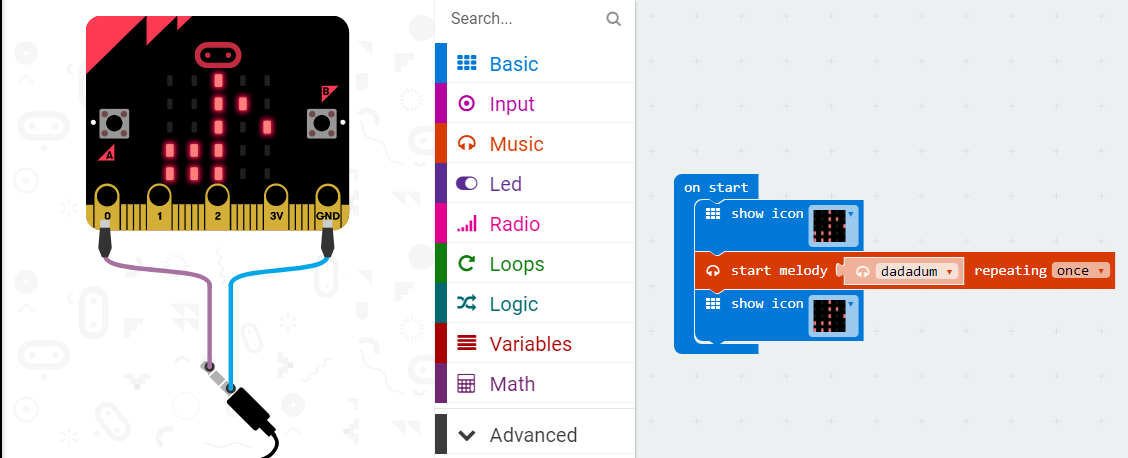 B
A
0 1 2 3V GND
Search...
Basic
Input
Music
Led
Radio
Loops
Logic
Variables
Math
Advanced
on start
show icon
start melody dadadum repeating once
show icon